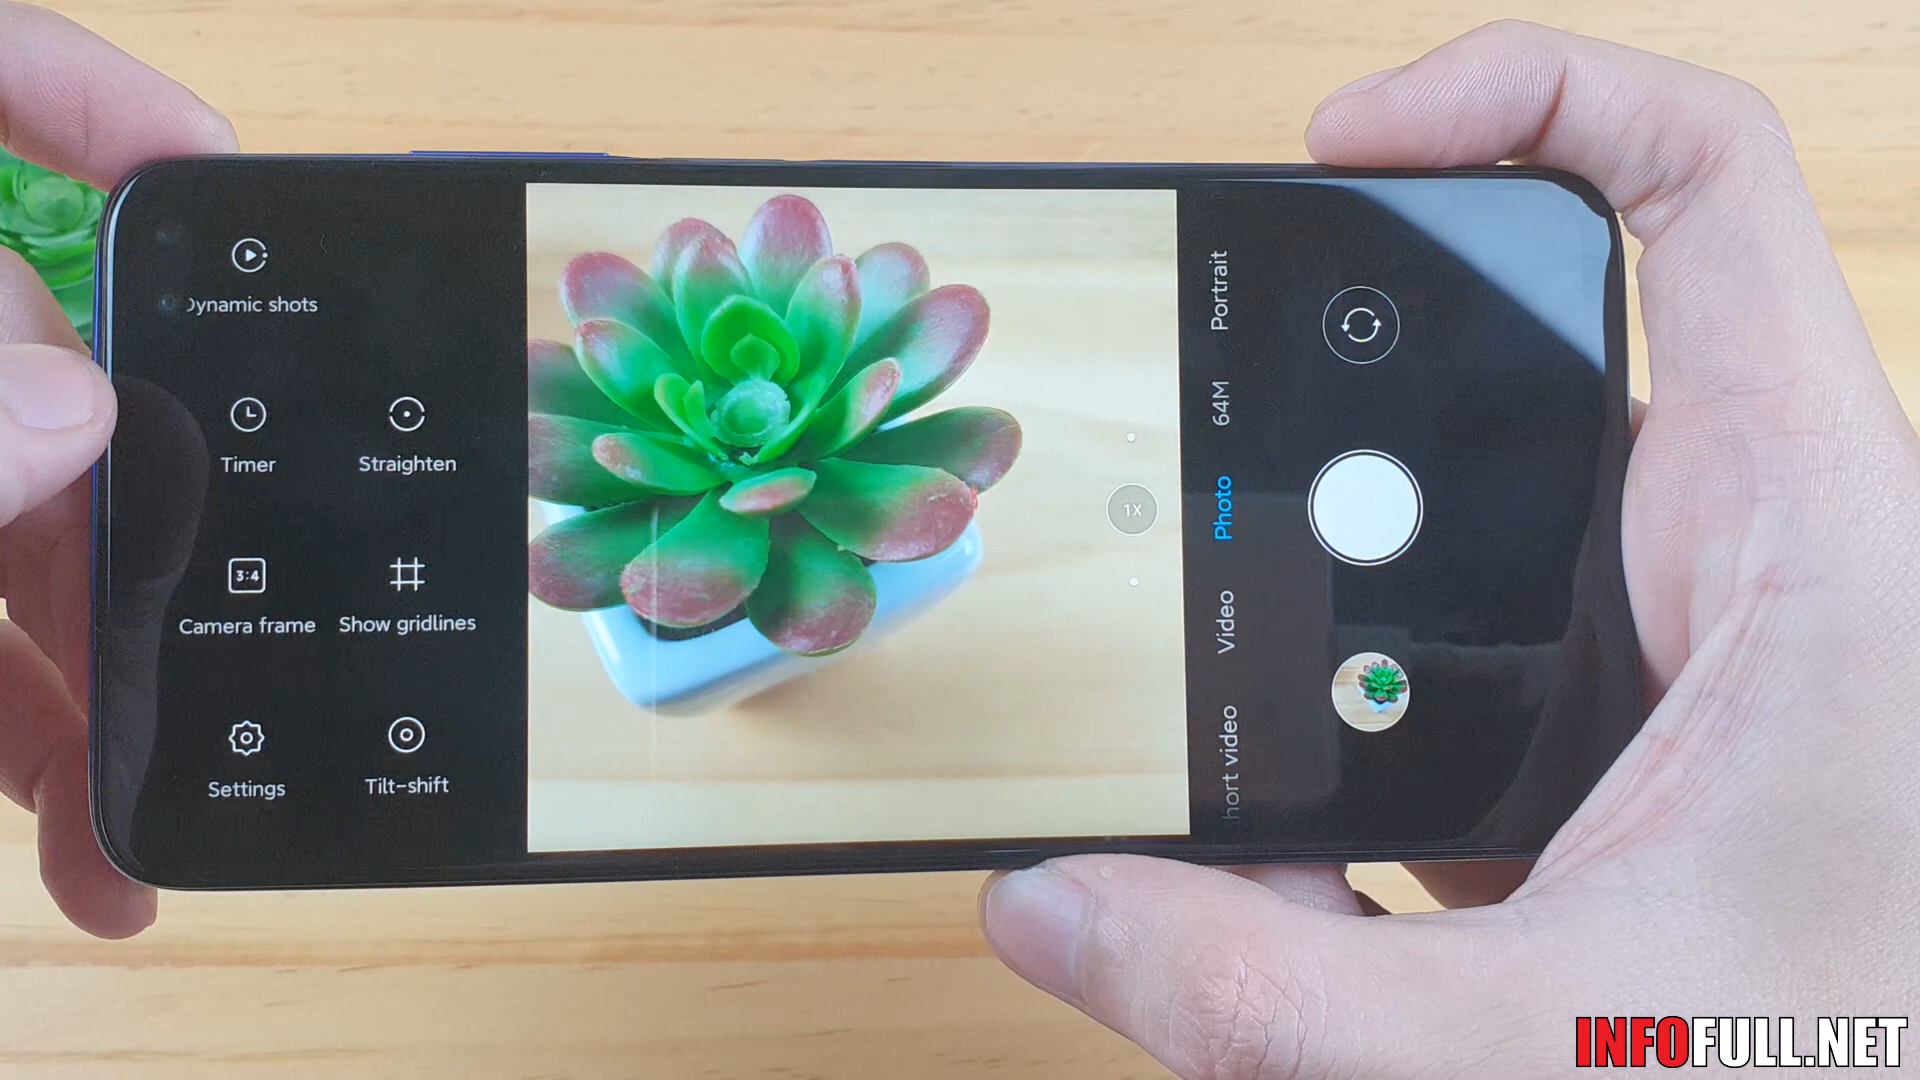 Dynamic shots
Timer
Straighten
3:4
Camera frame
Show gridlines
Settings
Tilt-shift
1X
Portrait
64M
Photo
Video
hort video
INFOFULL.NET